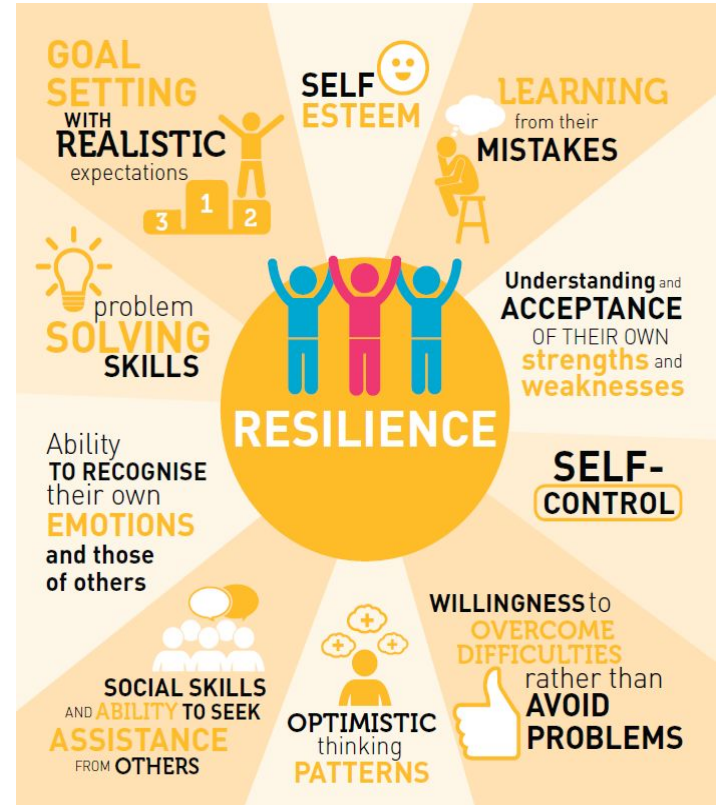 GOAL
SETTING
WITH
REALISTIC
expectations
3 1 2
SELF
ESTEEM
LEARNING
from their
MISTAKES
Understanding and
ACCEPTANCE
OF THEIR OWN
strengths and
weaknesses
SELF-
CONTROL
WILLINGNESS to
OVERCOME
DIFFICULTIES
rather than
AVOID
PROBLEMS
OPTIMISTIC
thinking
PATTERNS
SOCIAL SKILLS
AND ABILITY TO SEEK
ASSISTANCE
FROM OTHERS
Ability
TO RECOGNISE
their own
EMOTIONS
and those
of others
problem
SOLVING
SKILLS
RESILIENCE